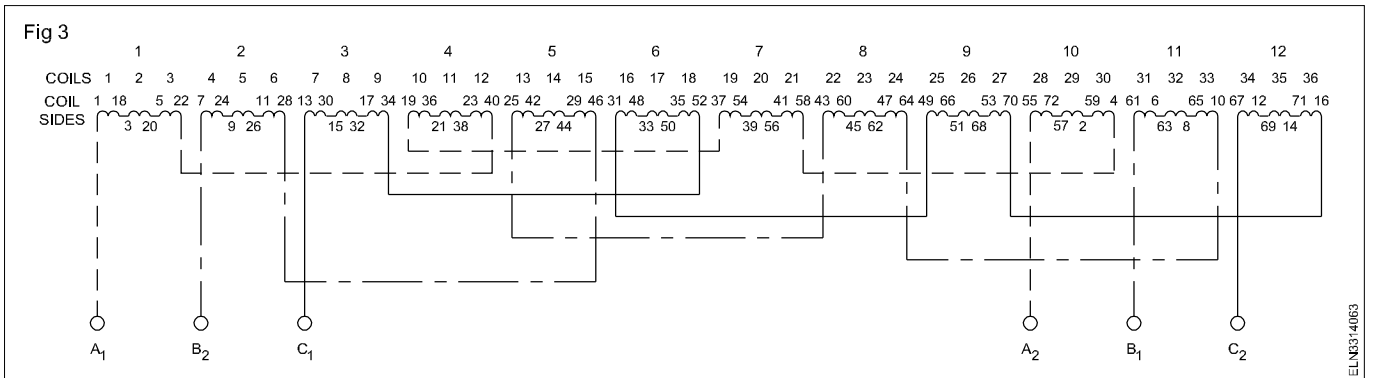 Fig 3
1 2 3 4 5 6 7 8 9 10 11 12
COILS 1 2 3 4 5 6 7 8 9 10 11 12 13 14 15 16 17 18 19 20 21 22 23 24 25 26 27 28 29 30 31 32 33 34 35 36
COIL 1 18 5 22 7 24 11 28 13 30 17 34 19 36 23 40 25 42 29 46 31 48 35 52 37 54 41 58 43 60 47 64 49 66 53 70 55 72 59 4 61 6 65 10 67 12 71 16
SIDES 3 20 9 26 15 32 21 38 27 44 33 50 39 56 45 62 51 68 57 2 63 8 69 14
A1 B2 C1 A2 B1 C2
ELN3314063